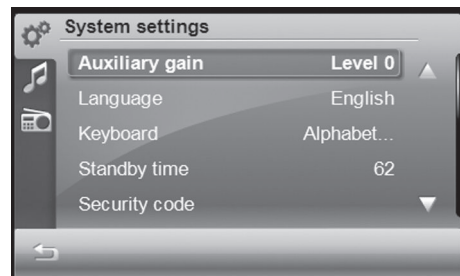 System settings
Auxiliary gain Level 0
Language English
Keyboard Alphabet...
Standby time 62
Security code